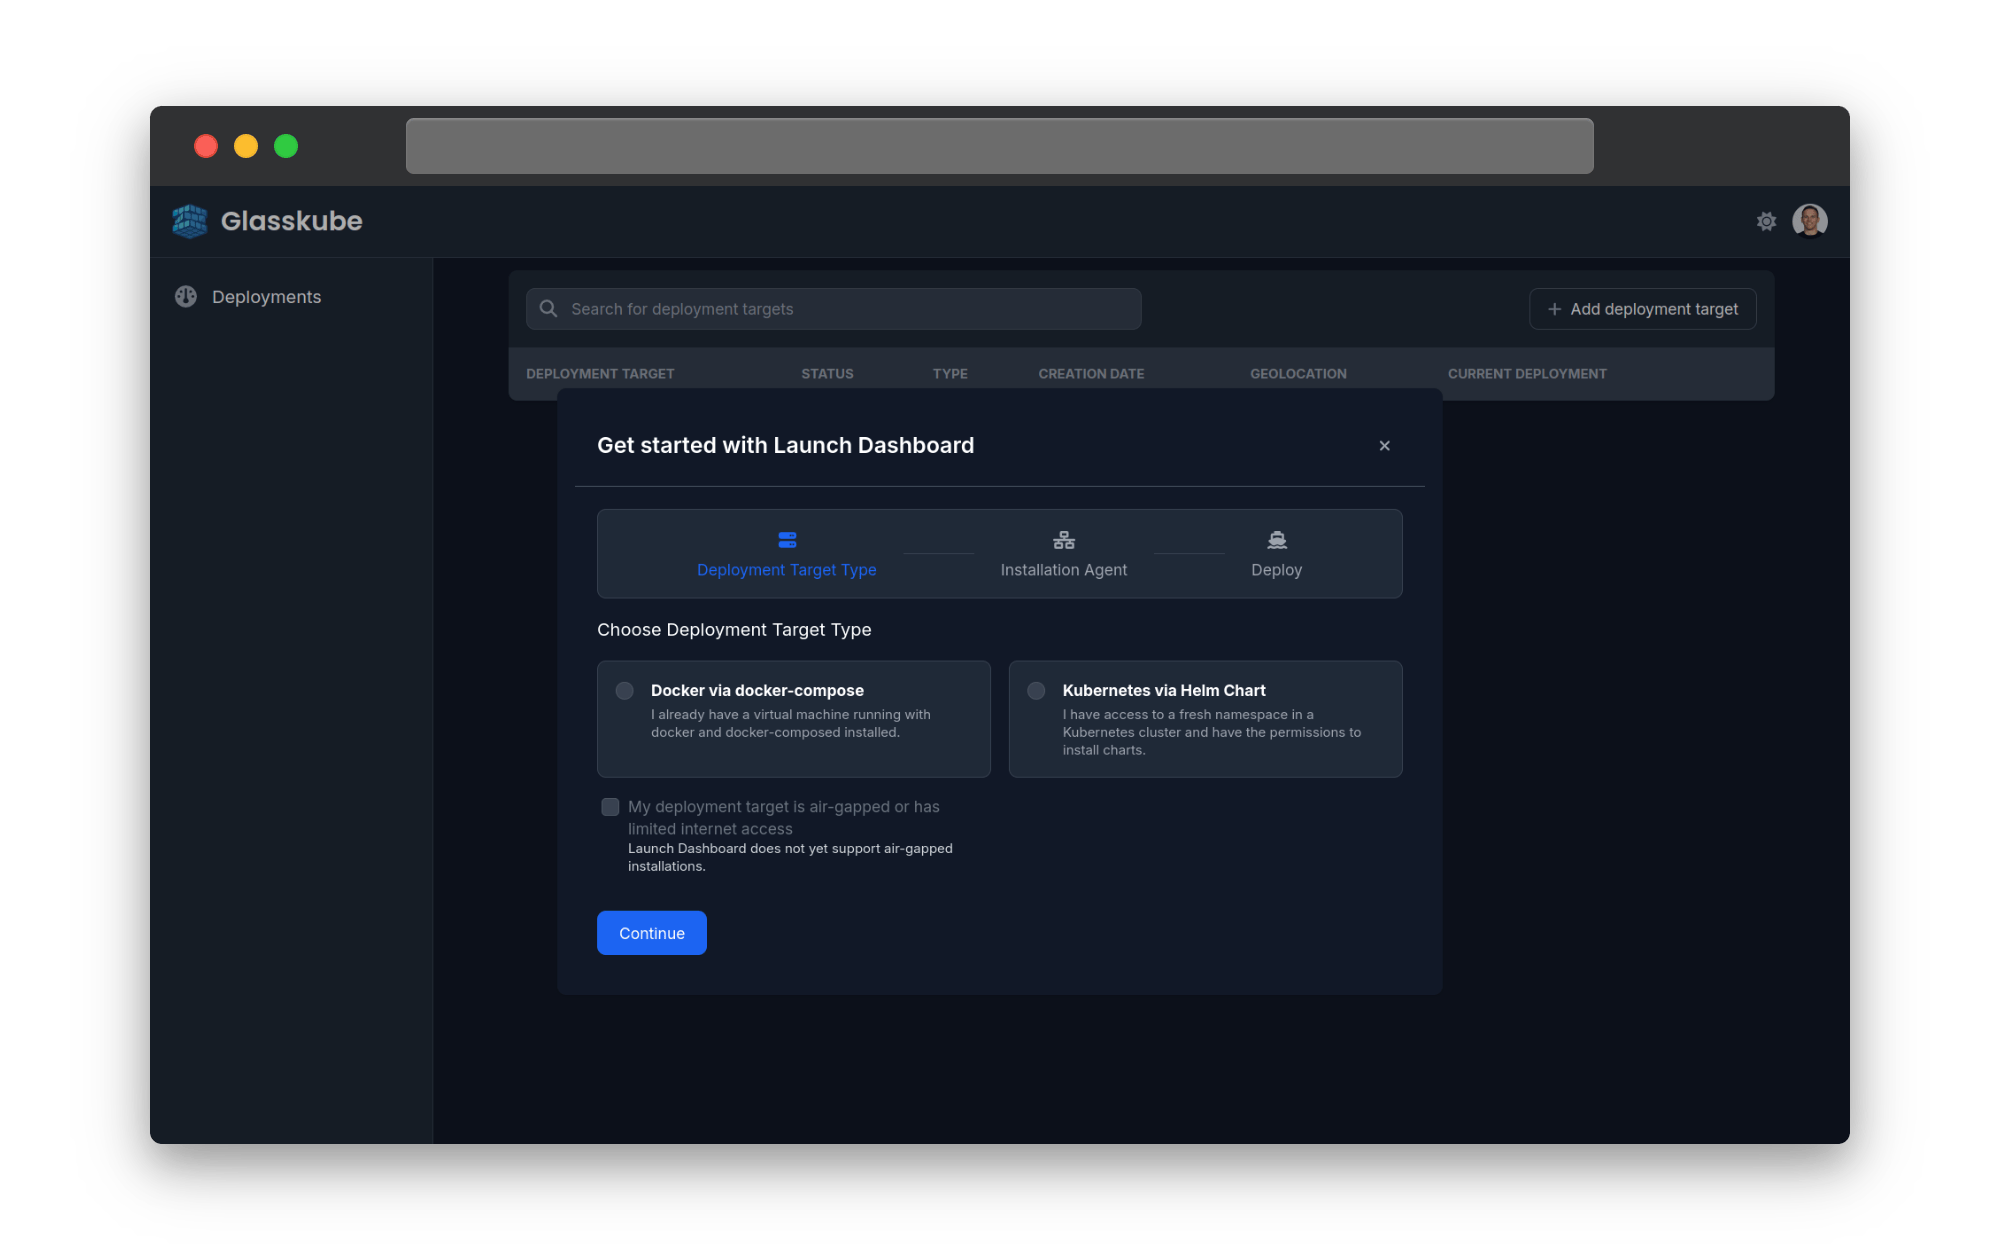 Glasskube
Deployments
Search for deployment targets
Add deployment target
DEPLOYMENT TARGET STATUS TYPE CREATION DATE GEOLOCATION CURRENT DEPLOYMENT
Get started with Launch Dashboard
Deployment Target Type Installation Agent Deploy
Choose Deployment Target Type
Docker via docker-compose
I already have a virtual machine running with
docker and docker-composed installed.
Kubernetes via Helm Chart
I have access to a fresh namespace in a
Kubernetes cluster and have the permissions to
install charts.
My deployment target is air-gapped or has
limited internet access
Launch Dashboard does not yet support air-gapped
installations.
Continue